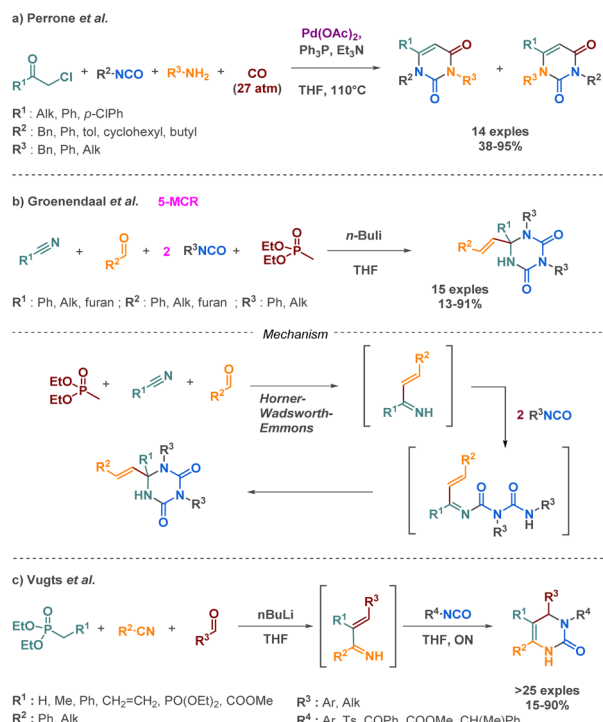 a) Perrone et al.
R¹ O Cl + R²-NCO + R³-NH₂ + CO (27 atm)
Pd(OAc)₂,
Ph₃P, Et₃N
THF, 110°C
R¹ O N R² N R³ O + R¹ O N R³ N R² O
R¹ : Alk, Ph, p-ClPh
R² : Bn, Ph, tol, cyclohexyl, butyl
R³ : Bn, Ph, Alk
14 exples
38-95%
b) Groenendaal et al. 5-MCR
R¹ N + R² O + 2 R³NCO + EtO EtO P O
n-Buli
THF
R² R¹ R³ N O HN N R³ O
R¹ : Ph, Alk, furan ; R² : Ph, Alk, furan ; R³ : Ph, Alk
15 exples
13-91%
Mechanism
EtO EtO P O + R¹ N + R² O
Horner-
Wadsworth-
Emmons
R² R¹ NH
2 R³NCO
R² R¹ R³ N O HN N R³ O
R² R¹ N O N R³ O N H R³
c) Vugts et al.
EtO EtO P O R¹ + R²-CN + R³ O
nBuLi
THF
R³ R¹ R² NH
R⁴-NCO
THF, ON
R³ R¹ R⁴ N R² N H O
>25 exples
15-90%
R¹ : H, Me, Ph, CH₂=CH₂, PO(OEt)₂, COOMe
R³ : Ar, Alk
R² : Ph, Alk
R⁴ : Ar, Ts, COPh, COOMe, CH(Me)Ph